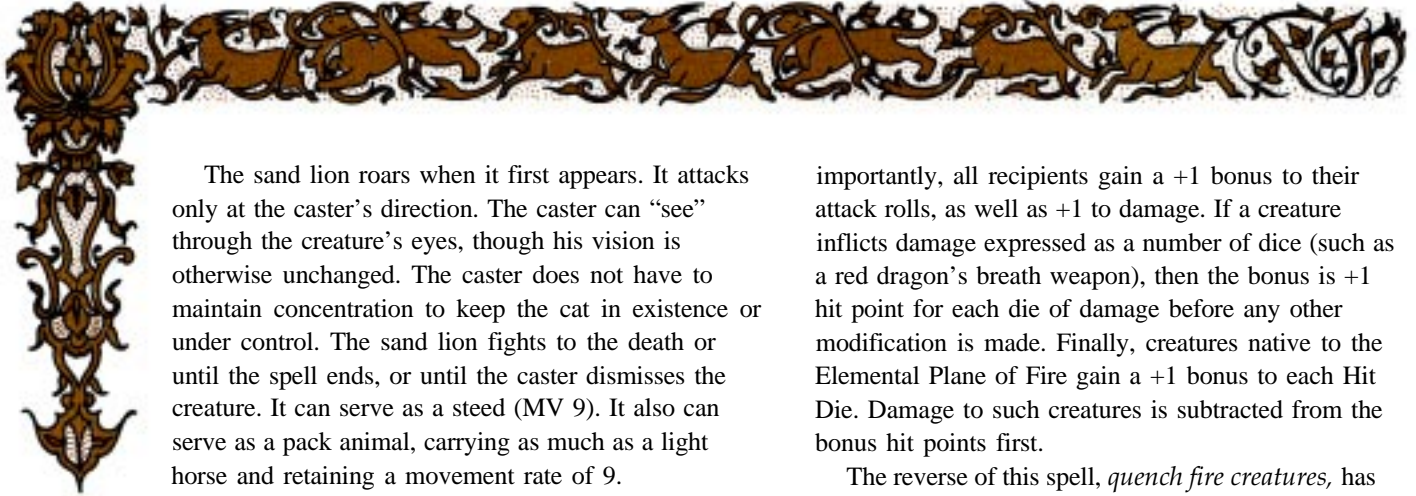 The sand lion roars when it first appears. It attacks
only at the caster's direction. The caster can “see”
through the creature's eyes, though his vision is
otherwise unchanged. The caster does not have to
maintain concentration to keep the cat in existence or
under control. The sand lion fights to the death or
until the spell ends, or until the caster dismisses the
creature. It can serve as a steed (MV 9). It also can
serve as a pack animal, carrying as much as a light
horse and retaining a movement rate of 9.
importantly, all recipients gain a +1 bonus to their
attack rolls, as well as +1 to damage. If a creature
inflicts damage expressed as a number of dice (such as
a red dragon's breath weapon), then the bonus is +1
hit point for each die of damage before any other
modification is made. Finally, creatures native to the
Elemental Plane of Fire gain a +1 bonus to each Hit
Die. Damage to such creatures is subtracted from the
bonus hit points first.
The reverse of this spell, quench fire creatures, has